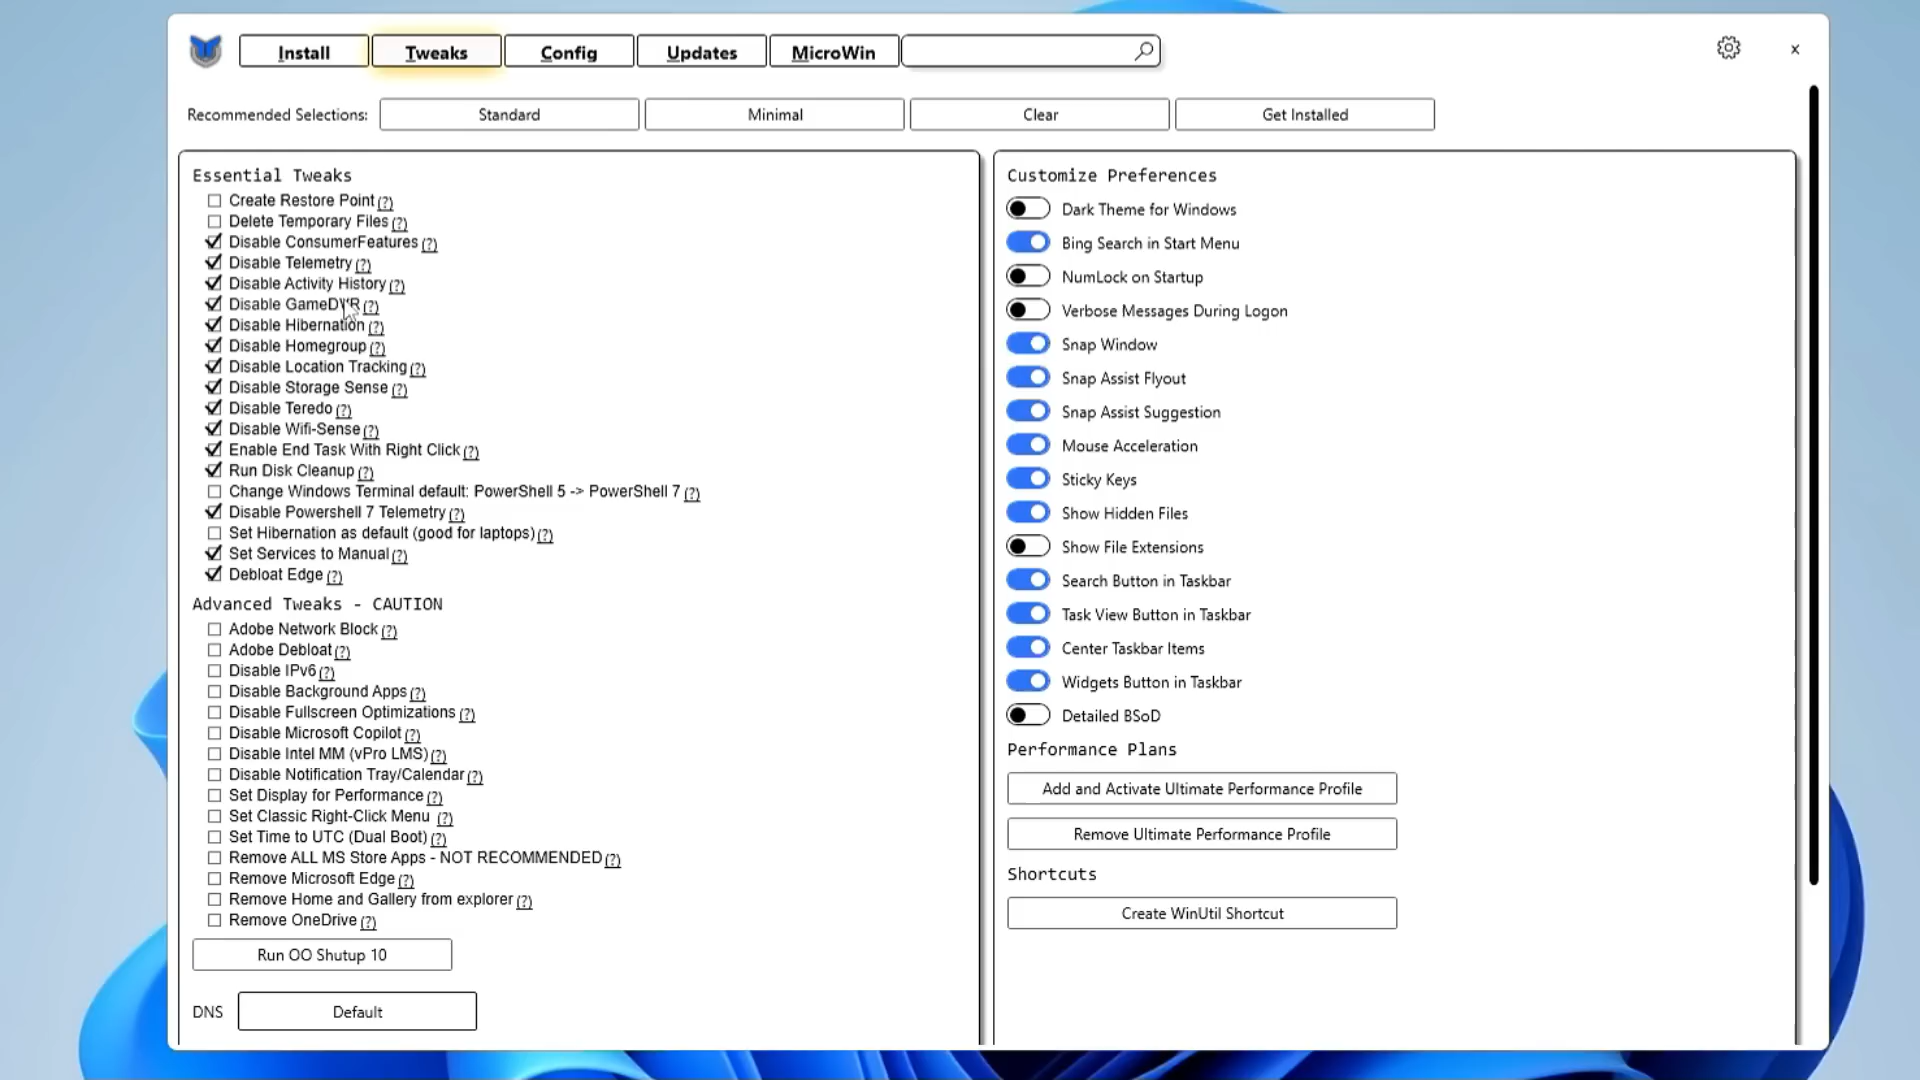 Install Tweaks Config Updates MicroWin
Recommended Selections: Standard Minimal Clear Get Installed
Essential Tweaks
Create Restore Point (?)
Delete Temporary Files (?)
Disable ConsumerFeatures (?)
Disable Telemetry (?)
Disable Activity History (?)
Disable GameDVR (?)
Disable Hibernation (?)
Disable Homegroup (?)
Disable Location Tracking (?)
Disable Storage Sense (?)
Disable Teredo (?)
Disable Wifi-Sense (?)
Enable End Task With Right Click (?)
Run Disk Cleanup (?)
Change Windows Terminal default: PowerShell 5 -> PowerShell 7 (?)
Disable Powershell 7 Telemetry (?)
Set Hibernation as default (good for laptops) (?)
Set Services to Manual (?)
Debloat Edge (?)
Advanced Tweaks - CAUTION
Adobe Network Block (?)
Adobe Debloat (?)
Disable IPv6 (?)
Disable Background Apps (?)
Disable Fullscreen Optimizations (?)
Disable Microsoft Copilot (?)
Disable Intel MM (vPro LMS) (?)
Disable Notification Tray/Calendar (?)
Set Display for Performance (?)
Set Classic Right-Click Menu (?)
Set Time to UTC (Dual Boot) (?)
Remove ALL MS Store Apps - NOT RECOMMENDED (?)
Remove Microsoft Edge (?)
Remove Home and Gallery from explorer (?)
Remove OneDrive (?)
Run OO Shutup 10
DNS Default
Customize Preferences
Dark Theme for Windows
Bing Search in Start Menu
NumLock on Startup
Verbose Messages During Logon
Snap Window
Snap Assist Flyout
Snap Assist Suggestion
Mouse Acceleration
Sticky Keys
Show Hidden Files
Show File Extensions
Search Button in Taskbar
Task View Button in Taskbar
Center Taskbar Items
Widgets Button in Taskbar
Detailed BSoD
Performance Plans
Add and Activate Ultimate Performance Profile
Remove Ultimate Performance Profile
Shortcuts
Create WinUtil Shortcut